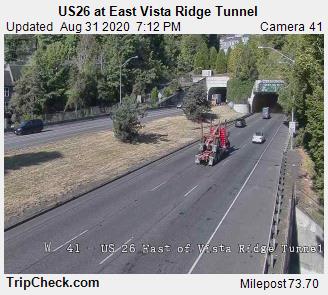 US26 at East Vista Ridge Tunnel
Updated Aug 31 2020 7:12 PM Camera 41
W 41 US 26 East of Vista Ridge Tunnel
TripCheck.com Milepost 73.70